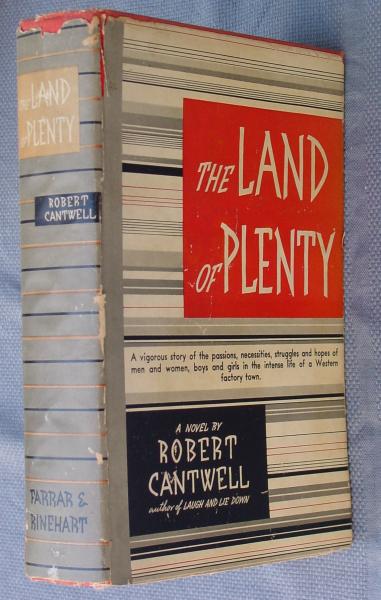 THE LAND
OF PLENTY
ROBERT
CANTWELL
FARRAR &
RINEHART
THE LAND
OF PLENTY
A vigorous story of the passions, necessities, struggles and hopes of
men and women, boys and girls in the intense life of a Western
factory town.
A NOVEL BY
ROBERT
CANTWELL
author of LAUGH AND LIE DOWN